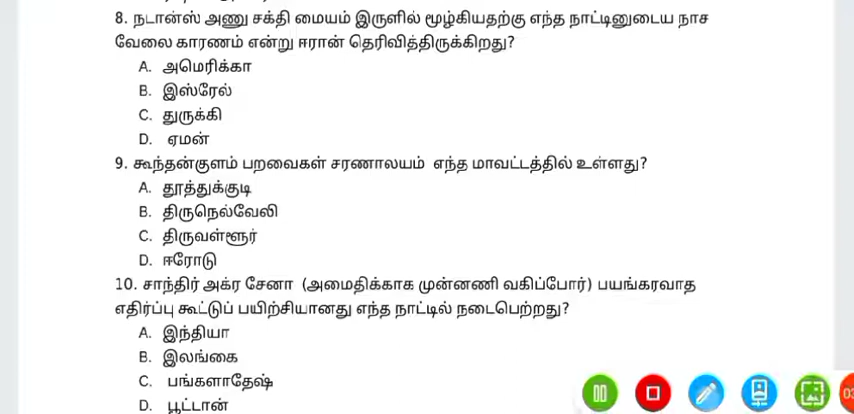 8. நடான்ஸ் அணு சக்தி மையம் இருளில் மூழ்கியதற்கு எந்த நாட்டினுடைய நாச
வேலை காரணம் என்று ஈரான் தெரிவித்திருக்கிறது?
A. அமெரிக்கா
B. இஸ்ரேல்
C. துருக்கி
D. ஏமன்
9. கூந்தன்குளம் பறவைகள் சரணாலயம் எந்த மாவட்டத்தில் உள்ளது?
A. தூத்துக்குடி
B. திருநெல்வேலி
C. திருவள்ளூர்
D. ஈரோடு
10. சாந்திர் அக்ர சேனா (அமைதிக்காக முன்னணி வகிப்போர்) பயங்கரவாத
எதிர்ப்பு கூட்டுப் பயிற்சியானது எந்த நாட்டில் நடைபெற்றது?
A. இந்தியா
B. இலங்கை
C. பங்களாதேஷ்
D. பூட்டான்